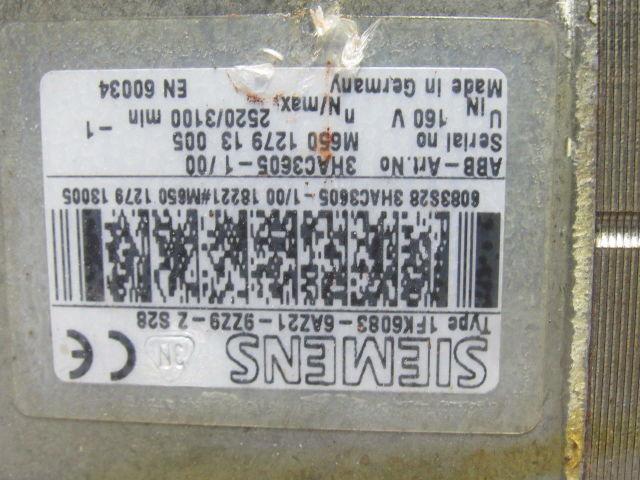 SIEMENS
Type 1FK6083-6AZ21-9ZZ9-Z S28
6083S28 3HAC3605-1/00 18221#M650 1279 13005
ABB-Art.No 3HAC3605-1/00
Serial no M650 1279 13 005
U IN 160 V n N/max. 2520/3100 min -1
Made in Germany EN 60034